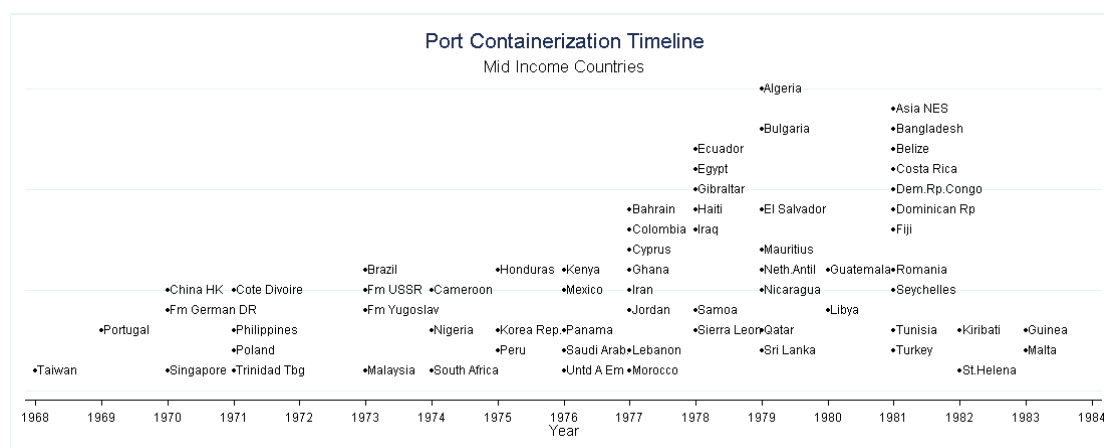 Port Containerization Timeline
Mid Income Countries
Algeria
Asia NES
Bulgaria Bangladesh
Ecuador Belize
Egypt Costa Rica
Gibraltar Dem.Rp.Congo
Bahrain Haiti El Salvador Dominican Rp
Colombia Iraq Fiji
Cyprus Mauritius
Brazil Honduras Kenya Ghana Neth.Antil Guatemala Romania
China HK Cote Divoire Fm USSR Cameroon Mexico Iran Nicaragua Seychelles
Fm German DR Fm Yugoslav Jordan Samoa Libya
Portugal Philippines Nigeria Korea Rep. Panama Sierra Leon Qatar Tunisia Kiribati Guinea
Poland Peru Saudi Arab Lebanon Sri Lanka Turkey Malta
Taiwan Singapore Trinidad Tbg Malaysia South Africa Untd A Em Morocco St.Helena
1968 1969 1970 1971 1972 1973 1974 1975 1976 1977 1978 1979 1980 1981 1982 1983 1984
Year